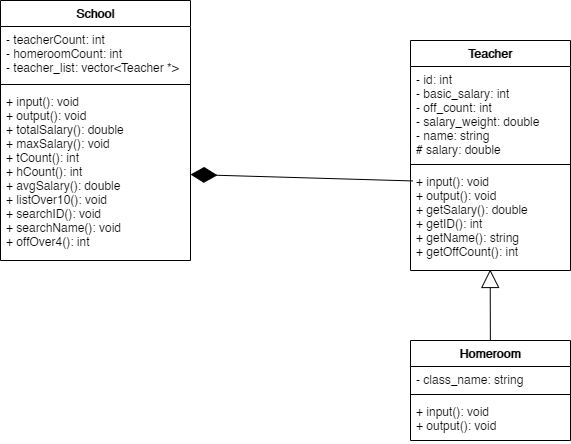 School
- teacherCount: int
- homeroomCount: int
- teacher_list: vector<Teacher *>
+ input(): void
+ output(): void
+ totalSalary(): double
+ maxSalary(): void
+ tCount(): int
+ hCount(): int
+ avgSalary(): double
+ listOver10(): void
+ searchID(): void
+ searchName(): void
+ offOver4(): int
Teacher
- id: int
- basic_salary: int
- off_count: int
- salary_weight: double
- name: string
# salary: double
+ input(): void
+ output(): void
+ getSalary(): double
+ getID(): int
+ getName(): string
+ getOffCount(): int
Homeroom
- class_name: string
+ input(): void
+ output(): void